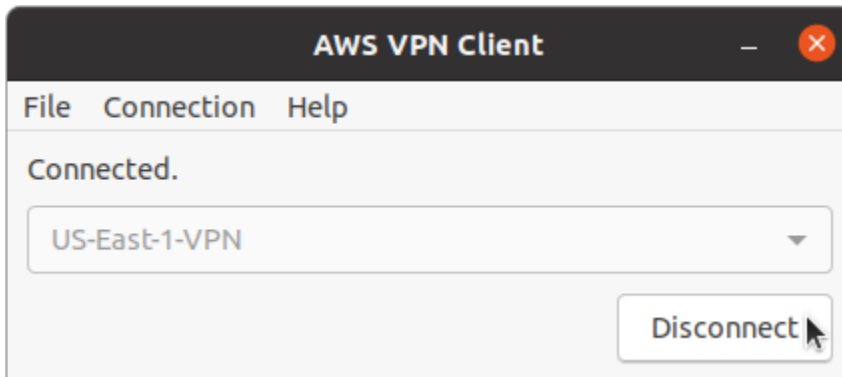 AWS VPN Client
File Connection Help
Connected.
US-East-1-VPN
Disconnect